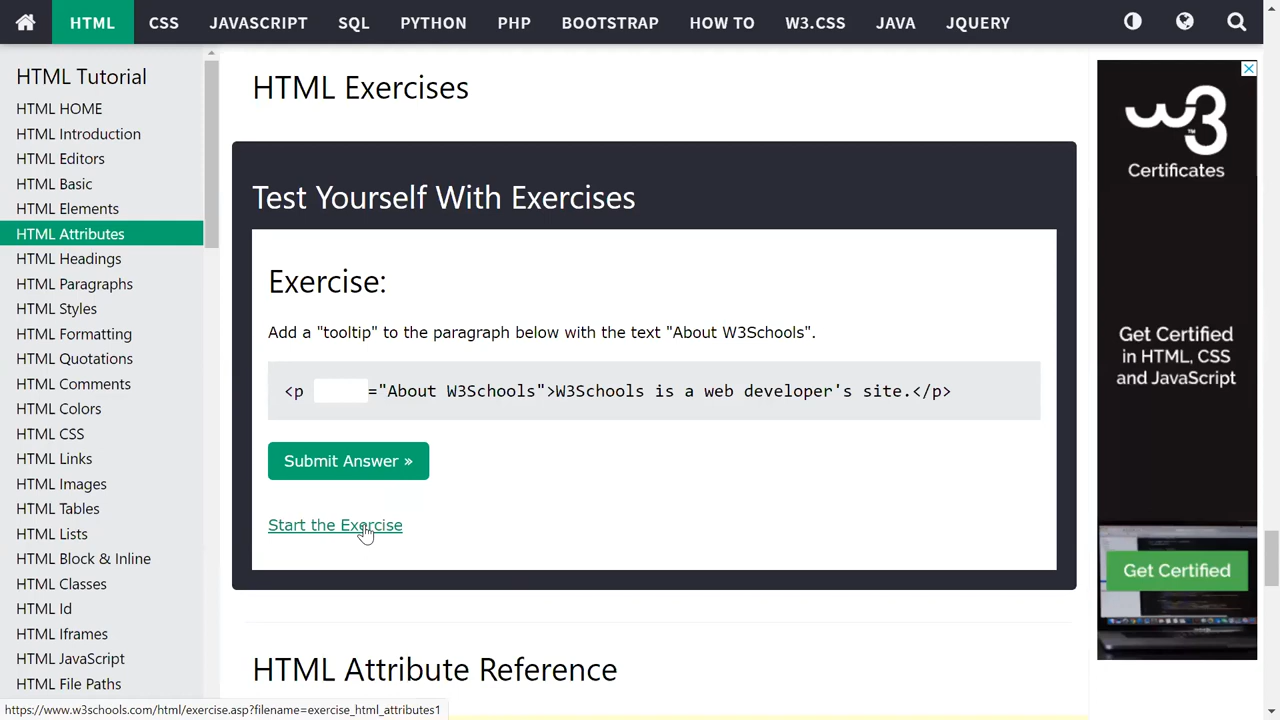 HTML CSS JAVASCRIPT SQL PYTHON PHP BOOTSTRAP HOW TO W3.CSS JAVA JQUERY
HTML Tutorial
HTML HOME
HTML Introduction
HTML Editors
HTML Basic
HTML Elements
HTML Attributes
HTML Headings
HTML Paragraphs
HTML Styles
HTML Formatting
HTML Quotations
HTML Comments
HTML Colors
HTML CSS
HTML Links
HTML Images
HTML Tables
HTML Lists
HTML Block & Inline
HTML Classes
HTML Id
HTML Iframes
HTML JavaScript
HTML File Paths
HTML Exercises
Test Yourself With Exercises
Exercise:
Add a "tooltip" to the paragraph below with the text "About W3Schools".
<p ="About W3Schools">W3Schools is a web developer's site.</p>
Submit Answer »
Start the Exercise
HTML Attribute Reference
w3
TM
Certificates
Get Certified
in HTML, CSS
and JavaScript
Get Certified
https://www.w3schools.com/html/exercise.asp?filename=exercise_html_attributes1